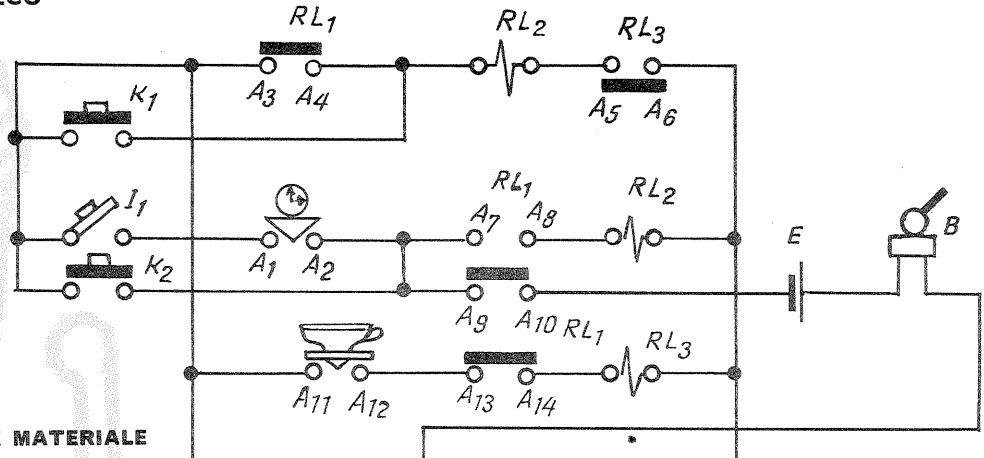 RL1
RL2
RL3
A3 A4
A5 A6
K1
I1
A1 A2
RL1
A7 A8
RL2
E
B
K2
A9 A10 RL1
RL3
A11 A12
A13 A14
MATERIALE